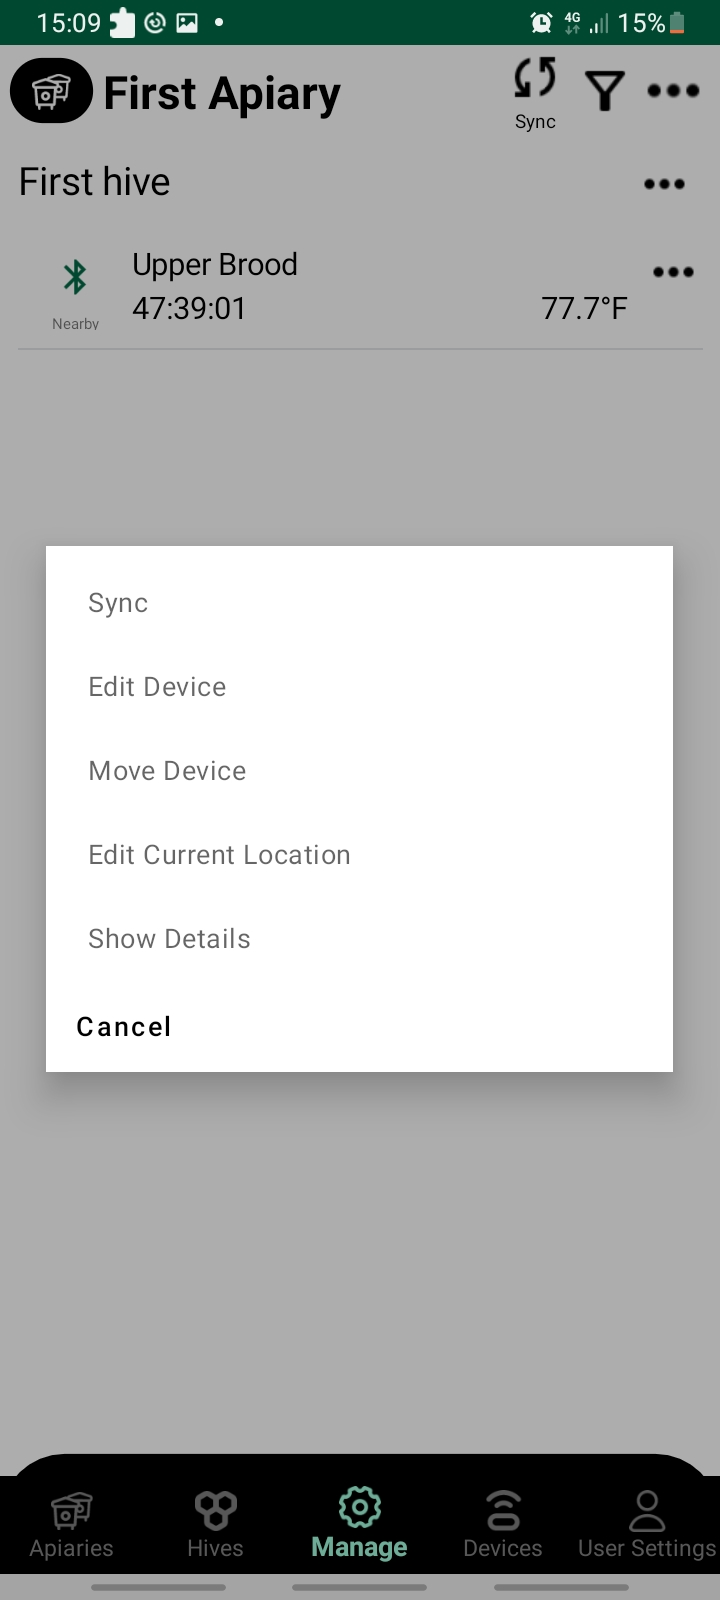 15:09 4G 15%
First Apiary
Sync
First hive
Upper Brood
Nearby 47:39:01 77.7°F
Sync
Edit Device
Move Device
Edit Current Location
Show Details
Cancel
Apiaries Hives Manage Devices User Settings